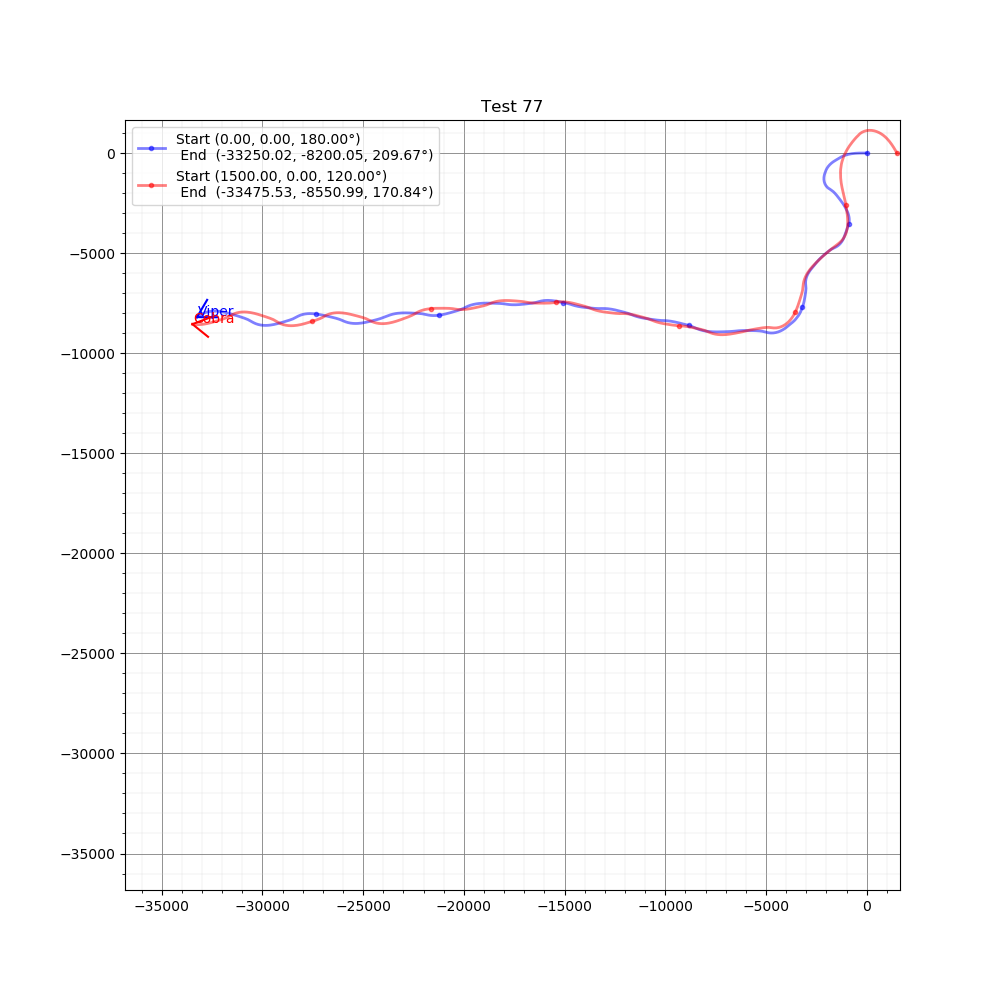 Test 77
Start (0.00, 0.00, 180.00°)
End (-33250.02, -8200.05, 209.67°)
Start (1500.00, 0.00, 120.00°)
End (-33475.53, -8550.99, 170.84°)
0
−5000
−10000
−15000
−20000
−25000
−30000
−35000
Viper
Cobra
−35000 −30000 −25000 −20000 −15000 −10000 −5000 0